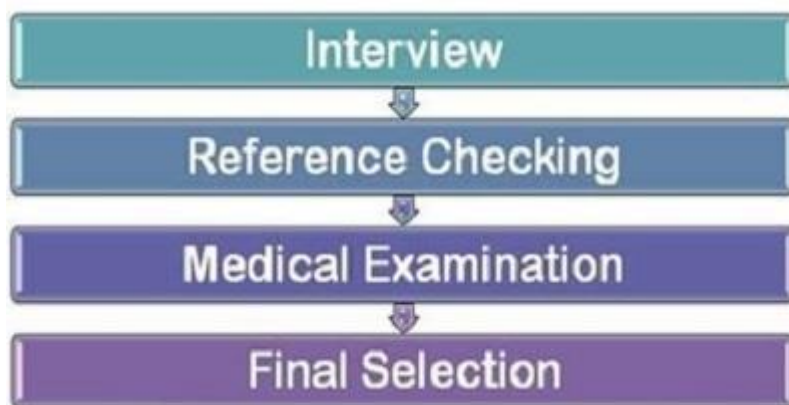 Interview
Reference Checking
Medical Examination
Final Selection